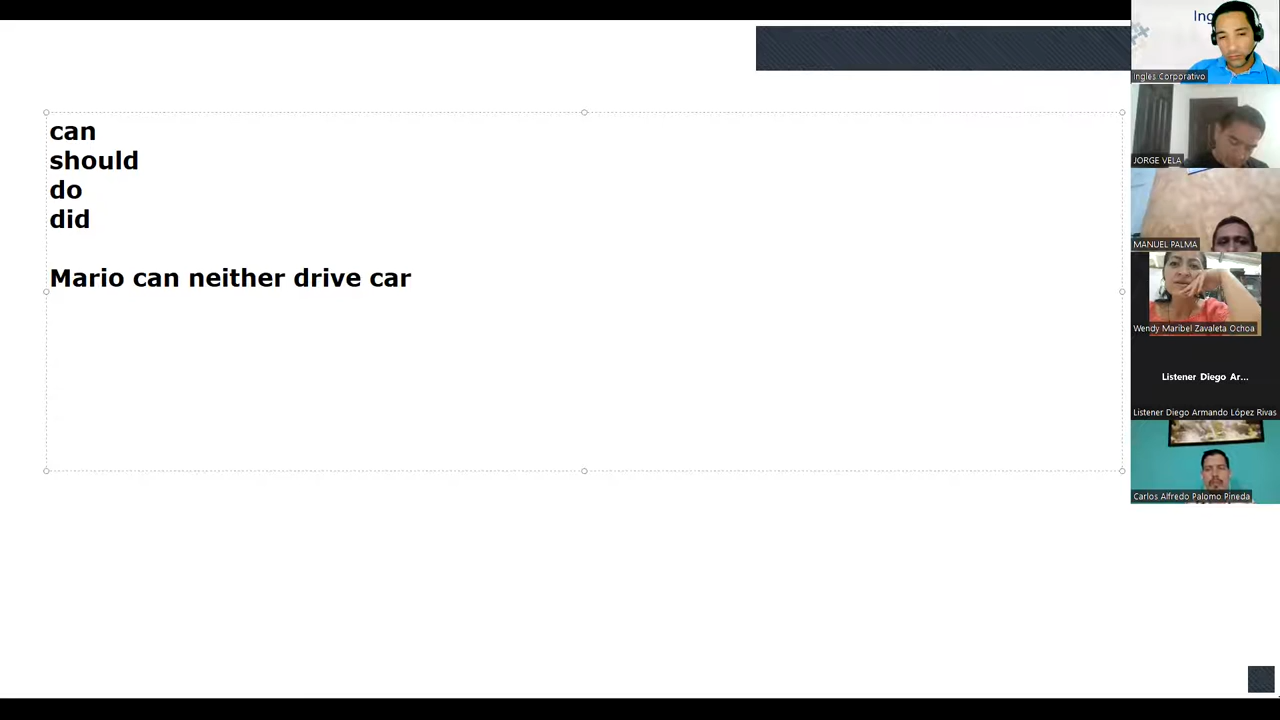 can
should
do
did
Mario can neither drive car
Ingles Corporativo
JORGE VELA
MANUEL PALMA
Wendy Maribel Zavaleta Ochoa
Listener Diego Ar...
Listener Diego Armando López Rivas
Carlos Alfredo Palomo Pineda